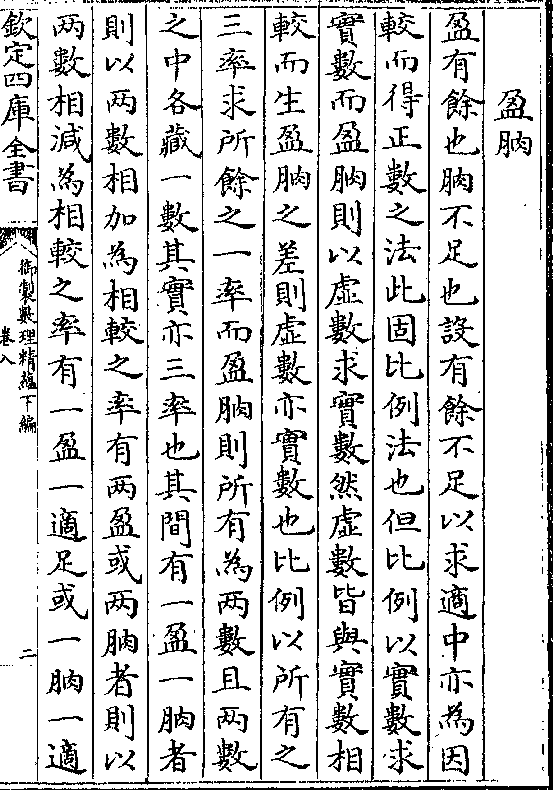 盈朒
盈有餘也朒不足也設有餘不足以求適中亦為因
較而得正數之法此固比例法也但比例以實數求
實數而盈朒則以虛數求實數然虛數皆與實數相
較而生盈朒之差則虛數亦實數也比例以所有之
三率求所餘之一率而盈朒則所有為两數且两數
之中各藏一數其實亦三率也其間有一盈一朒者
則以两數相加為相較之率有两盈或两朒者則以
两數相減為相較之率有一盈一適足或一朒一適
欽定四庫全書
御製數理精藴下編
卷八
二